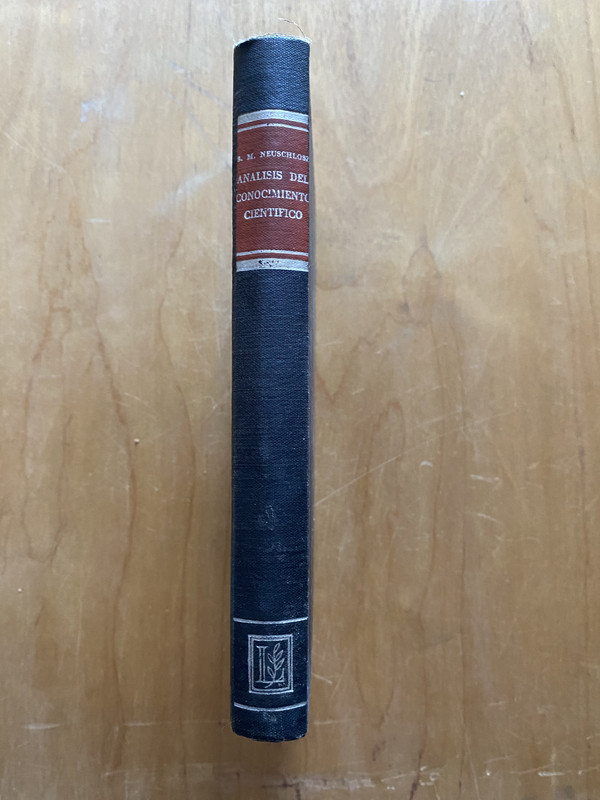 S. M. NEUSCHLOSZ
ANALISIS DEL
CONOCIMIENTO
CIENTIFICO
L